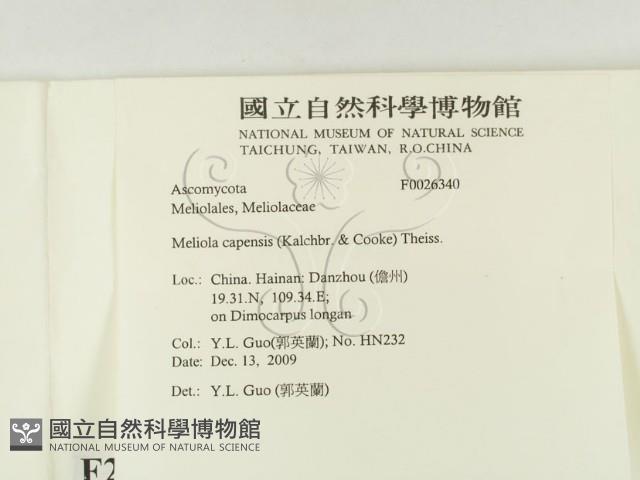 國立自然科學博物館
NATIONAL MUSEUM OF NATURAL SCIENCE
TAICHUNG, TAIWAN, R.O.CHINA
Ascomycota F0026340
Meliolales, Meliolaceae
Meliola capensis (Kalchbr. & Cooke) Theiss.
Loc.: China. Hainan: Danzhou (儋州)
19.31.N, 109.34.E;
on Dimocarpus longan
Col.: Y.L. Guo(郭英蘭); No. HN232
Date: Dec. 13, 2009
Det.: Y.L. Guo (郭英蘭)
國立自然科學博物館
NATIONAL MUSEUM OF NATURAL SCIENCE